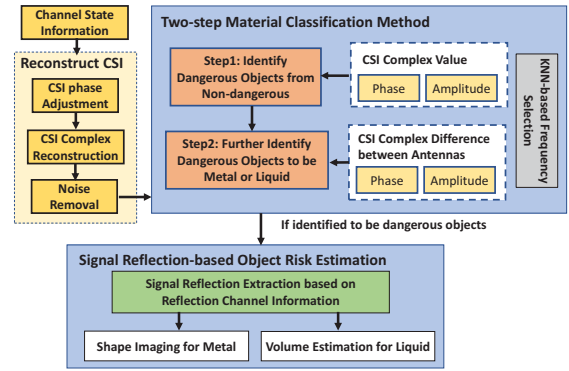 Channel State
Information
Reconstruct CSI
CSI phase
Adjustment
CSI Complex
Reconstruction
Noise
Removal
Two-step Material Classification Method
Step1: Identify
Dangerous Objects from
Non-dangerous
CSI Complex Value
Phase
Amplitude
Step2: Further Identify
Dangerous Objects to be
Metal or Liquid
CSI Complex Difference
between Antennas
Phase
Amplitude
KNN-based Frequency
Selection
If identified to be dangerous objects
Signal Reflection-based Object Risk Estimation
Signal Reflection Extraction based on
Reflection Channel Information
Shape Imaging for Metal
Volume Estimation for Liquid